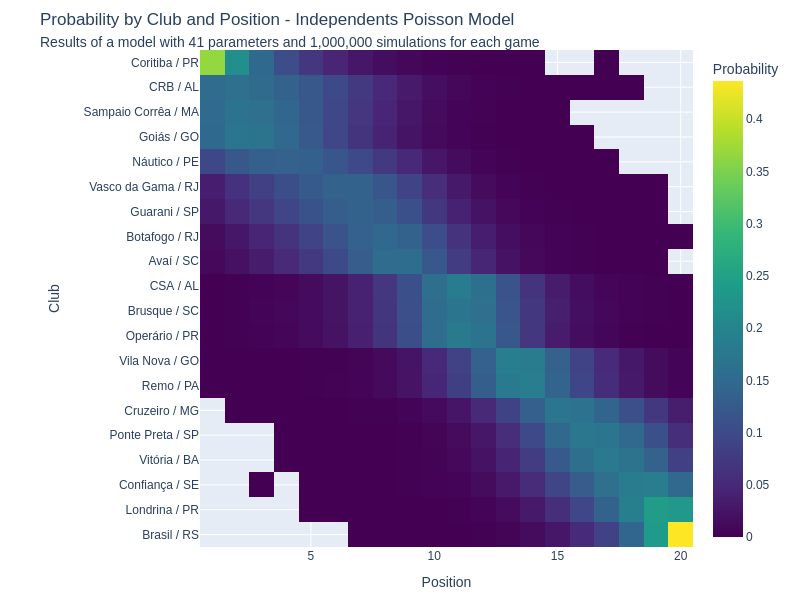 Probability by Club and Position - Independents Poisson Model
Results of a model with 41 parameters and 1,000,000 simulations for each game
Probability
Club
Coritiba / PR
CRB / AL
Sampaio Corrêa / MA
Goiás / GO
Náutico / PE
Vasco da Gama / RJ
Guarani / SP
Botafogo / RJ
Avaí / SC
CSA / AL
Brusque / SC
Operário / PR
Vila Nova / GO
Remo / PA
Cruzeiro / MG
Ponte Preta / SP
Vitória / BA
Confiança / SE
Londrina / PR
Brasil / RS
0.4
0.35
0.3
0.25
0.2
0.15
0.1
0.05
0
5 10 15 20
Position